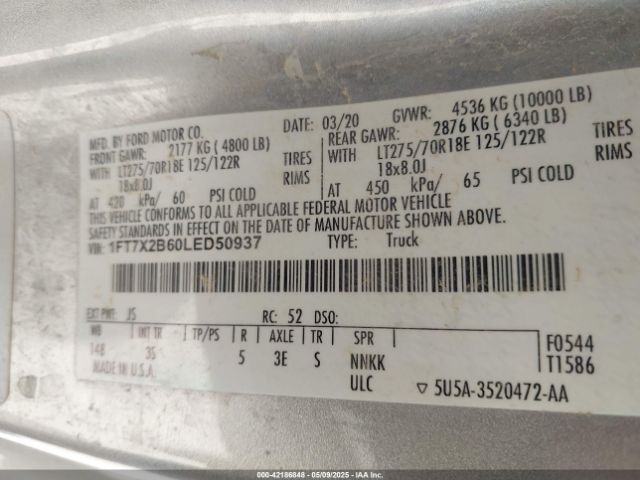 MFD. BY FORD MOTOR CO.
DATE: 03/20 GVWR: 4536 KG (10000 LB)
FRONT GAWR: 2177 KG ( 4800 LB)
REAR GAWR: 2876 KG ( 6340 LB)
WITH LT275/70R18E 125/122R TIRES
WITH LT275/70R18E 125/122R TIRES
18x8.0J RIMS
18x8.0J RIMS
AT 420 kPa/ 60 PSI COLD
AT 450 kPa/ 65 PSI COLD
THIS VEHICLE CONFORMS TO ALL APPLICABLE FEDERAL MOTOR VEHICLE
SAFETY STANDARDS IN EFFECT ON THE DATE OF MANUFACTURE SHOWN ABOVE.
VIN: 1FT7X2B60LED50937 TYPE: Truck
EXT PNT: JS RC: 52 DSO:
WB INT TR TP/PS R AXLE TR SPR
148 3S 5 3E S NNKK
F0544
T1586
MADE IN U.S.A. ULC
▽ 5U5A-3520472-AA
000-42186848 - 05/09/2025 - IAA, Inc.